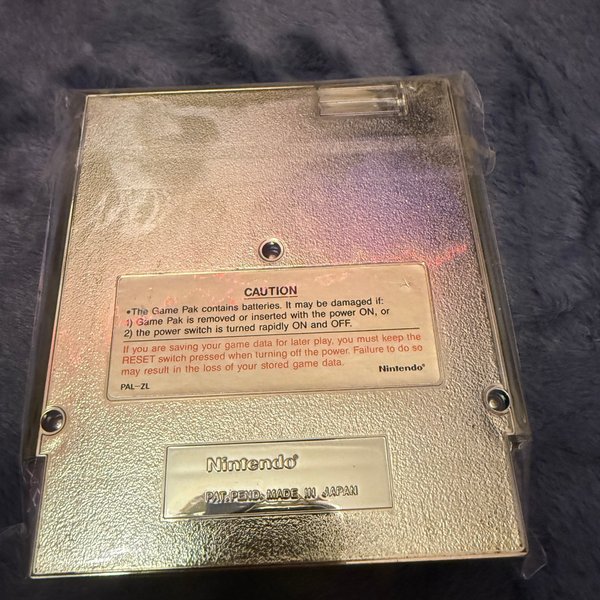 CAUTION
•The Game Pak contains batteries. It may be damaged if:
1) Game Pak is removed or inserted with the power ON, or
2) the power switch is turned rapidly ON and OFF.
If you are saving your game data for later play, you must keep the
RESET switch pressed when turning off the power. Failure to do so
may result in the loss of your stored game data.
Nintendo®
PAL-ZL
Nintendo®
PAT. PEND. MADE IN JAPAN